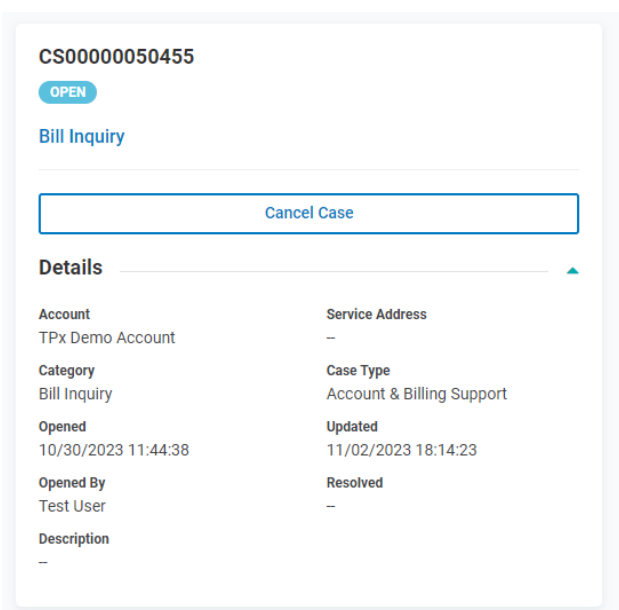 CS00000050455
OPEN
Bill Inquiry
Cancel Case
Details
Account
TPx Demo Account
Service Address
--
Category
Bill Inquiry
Case Type
Account & Billing Support
Opened
10/30/2023 11:44:38
Updated
11/02/2023 18:14:23
Opened By
Test User
Resolved
--
Description
--